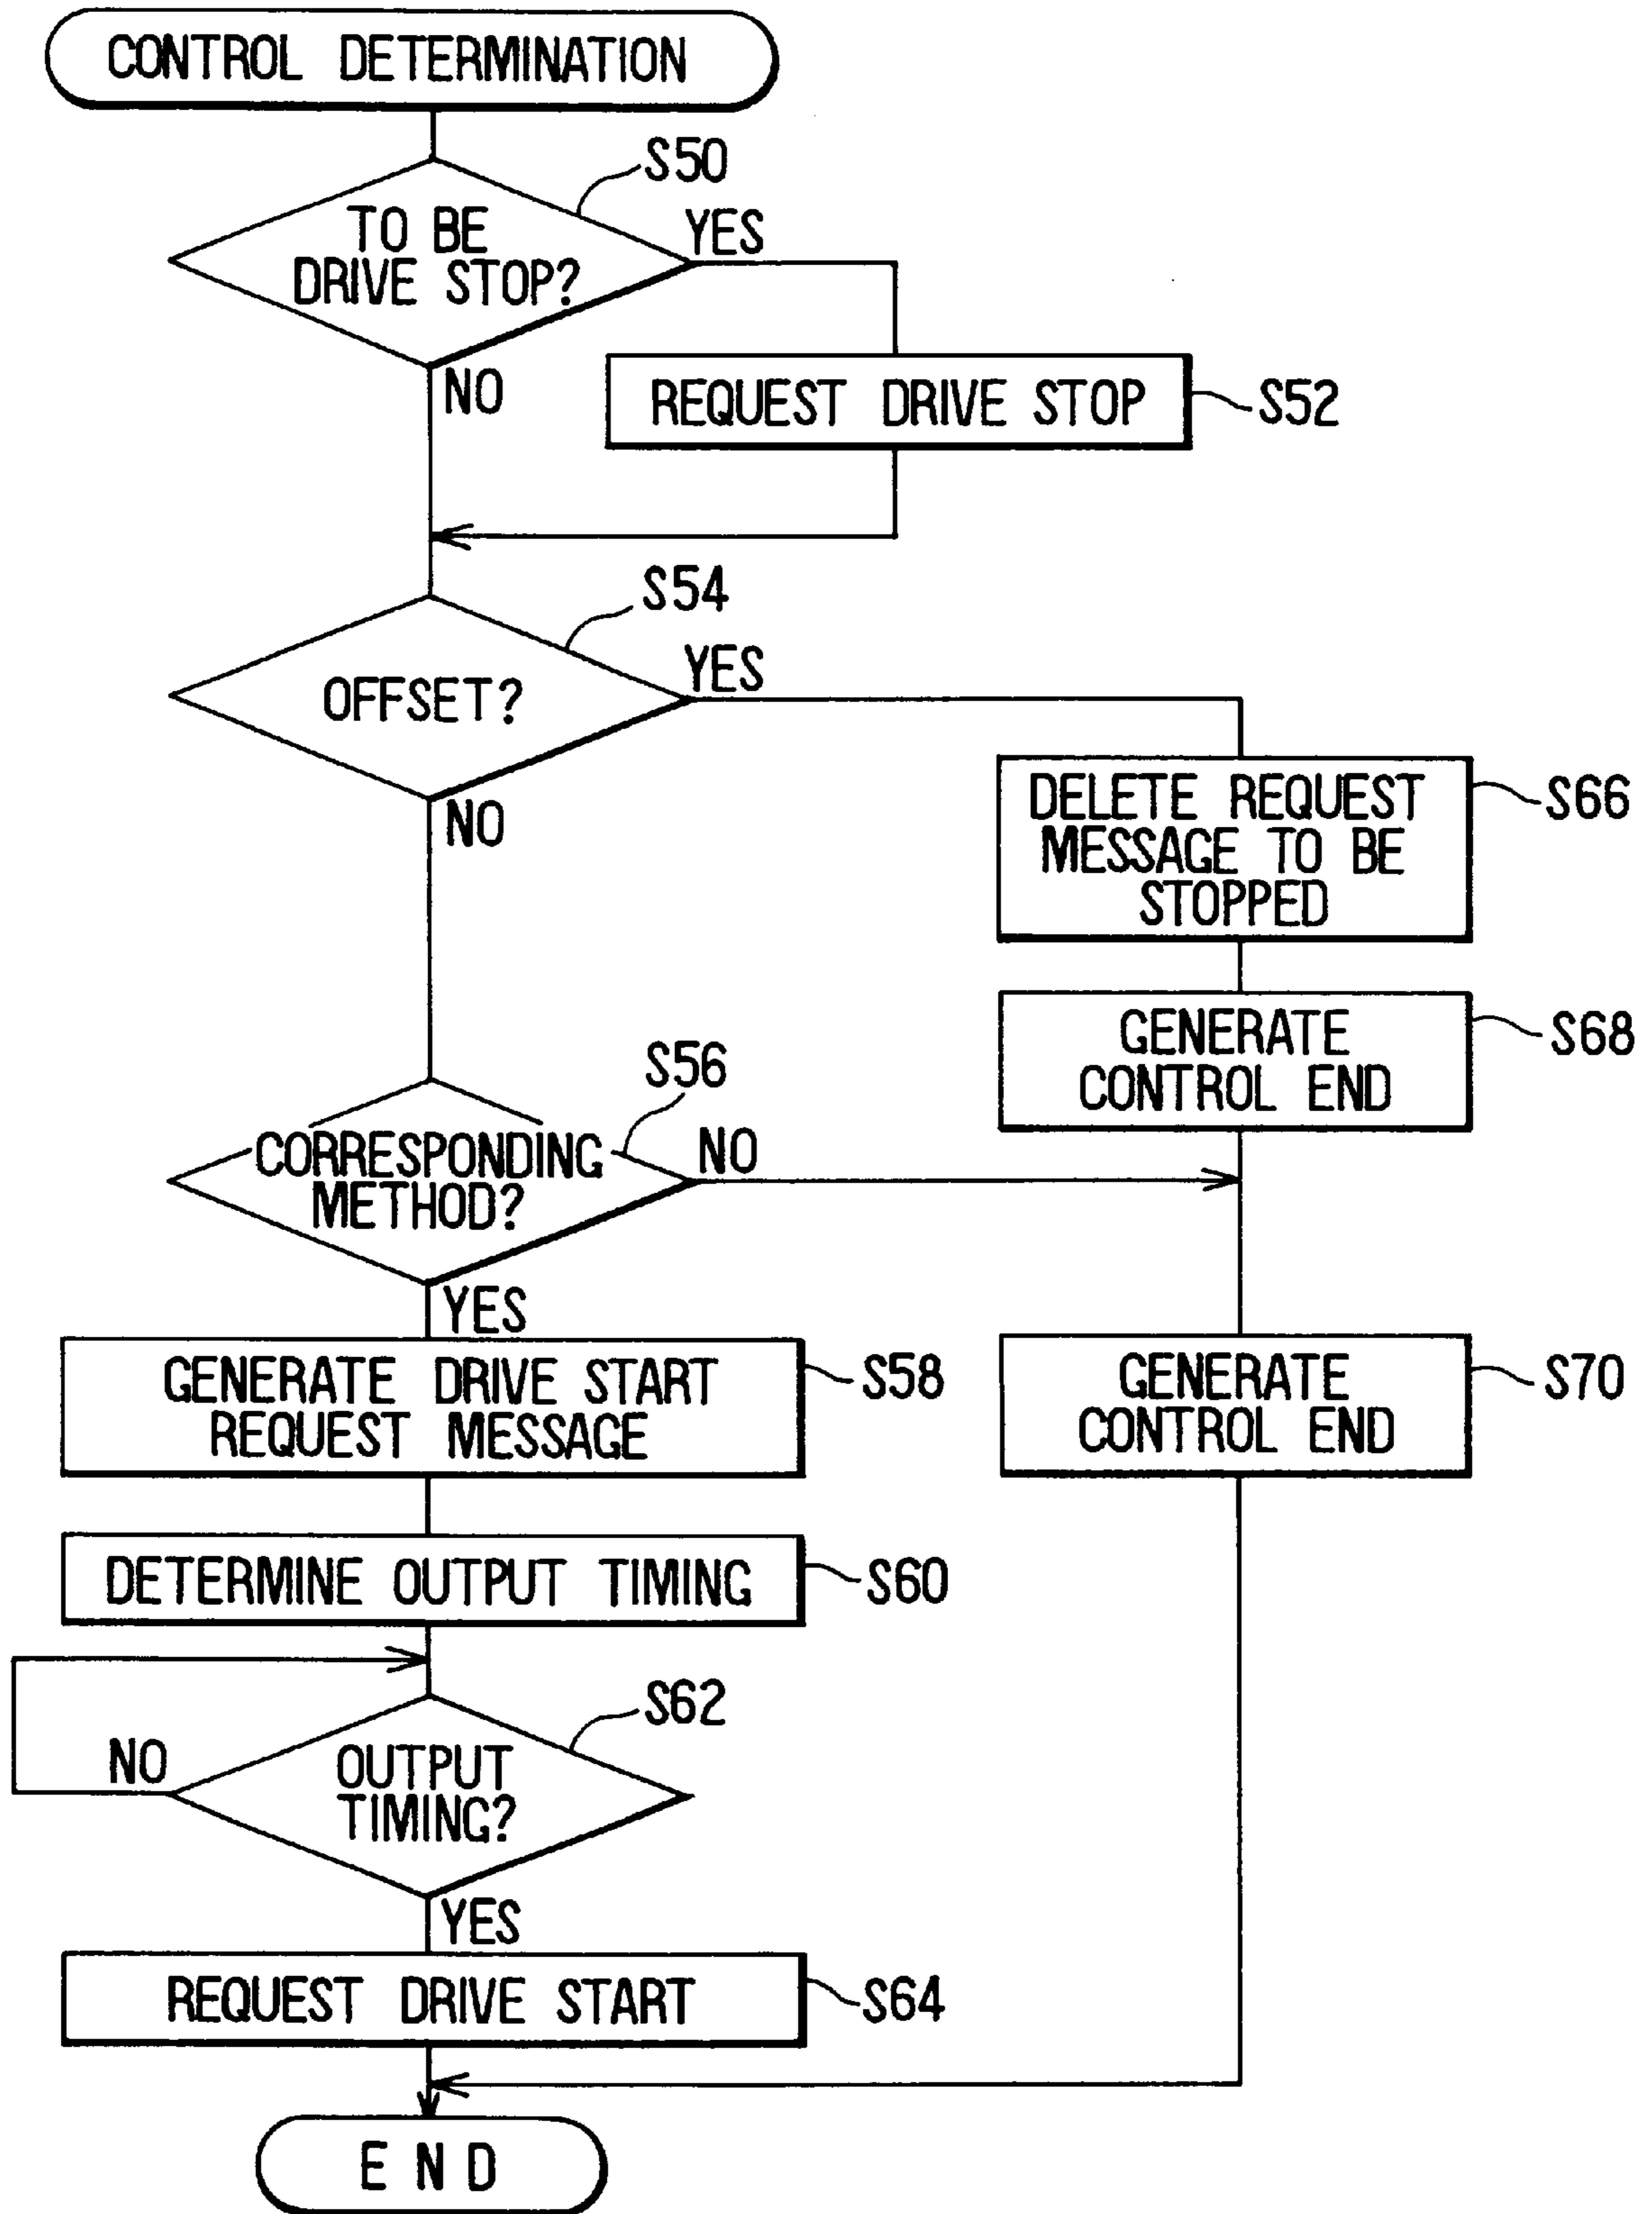 CONTROL DETERMINATION
S50
TO BE
DRIVE STOP?
YES
NO
REQUEST DRIVE STOP
S52
S54
OFFSET?
YES
NO
DELETE REQUEST
MESSAGE TO BE
STOPPED
S66
GENERATE
CONTROL END
S68
S56
CORRESPONDING
METHOD?
NO
YES
GENERATE DRIVE START
REQUEST MESSAGE
S58
GENERATE
CONTROL END
S70
DETERMINE OUTPUT TIMING
S60
S62
OUTPUT
TIMING?
NO
YES
REQUEST DRIVE START
S64
END